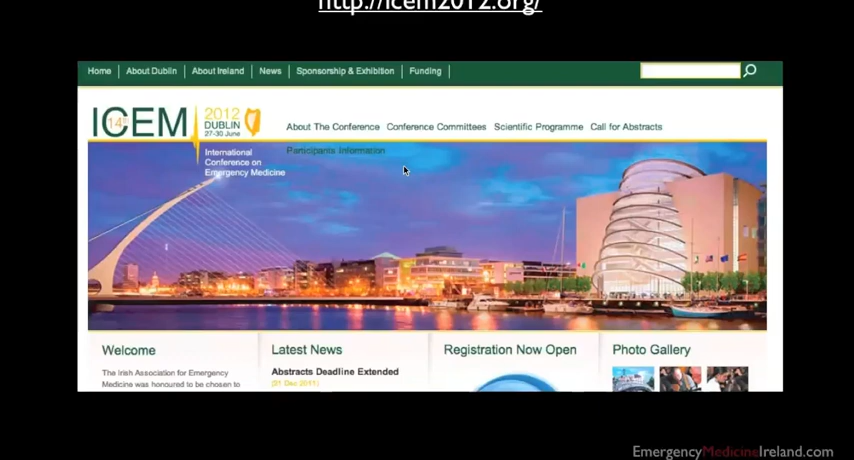 http://icem2012.org/
Home About Dublin About Ireland News Sponsorship & Exhibition Funding
ICEM
14th
2012
DUBLIN
27-30 June
International
Conference on
Emergency Medicine
About The Conference Conference Committees Scientific Programme Call for Abstracts
Participants Information
Welcome
The Irish Association for Emergency
Medicine was honoured to be chosen to
Latest News
Abstracts Deadline Extended
(31 Dec 2011)
Registration Now Open
Photo Gallery
EmergencyMedicineIreland.com